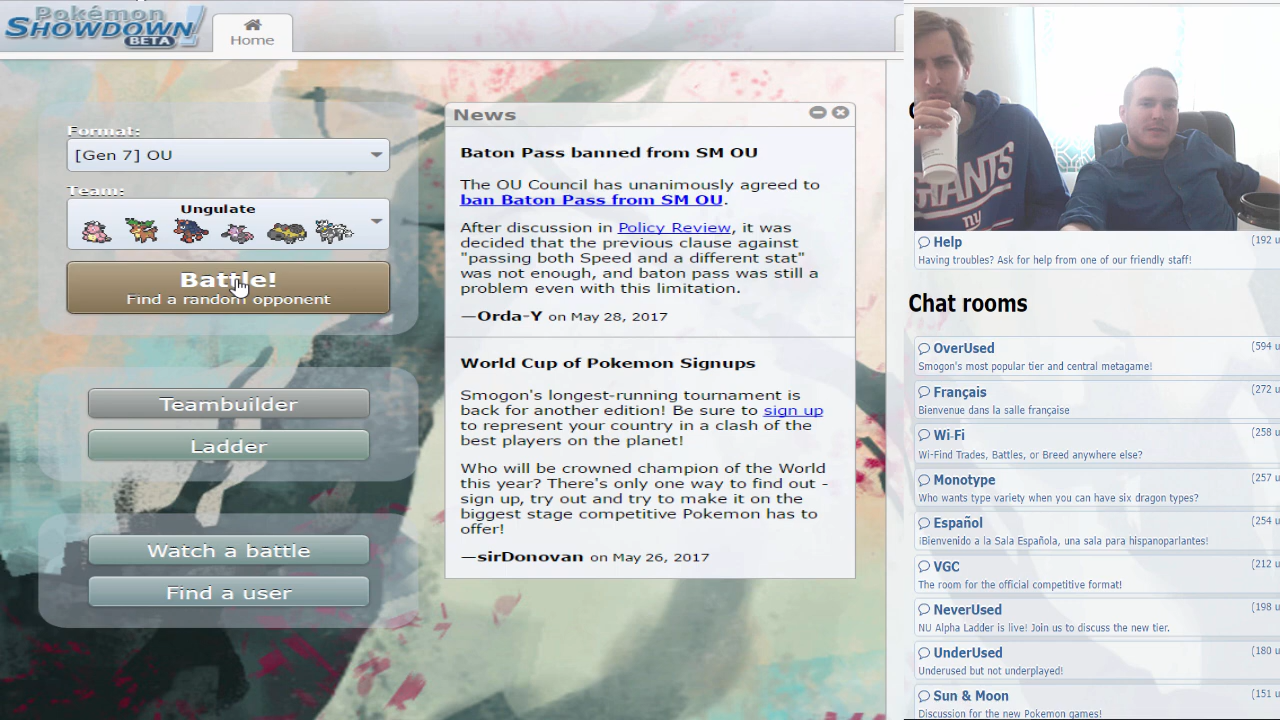 Pokémon
SHOWDOWN!
BETA
Home
Format:
[Gen 7] OU
Team:
Ungulate
Battle!
Find a random opponent
Teambuilder
Ladder
Watch a battle
Find a user
News
Baton Pass banned from SM OU
The OU Council has unanimously agreed to
ban Baton Pass from SM OU.
After discussion in Policy Review, it was
decided that the previous clause against
"passing both Speed and a different stat"
was not enough, and baton pass was still a
problem even with this limitation.
—Orda-Y on May 28, 2017
World Cup of Pokemon Signups
Smogon's longest-running tournament is
back for another edition! Be sure to sign up
to represent your country in a clash of the
best players on the planet!
Who will be crowned champion of the World
this year? There's only one way to find out -
sign up, try out and try to make it on the
biggest stage competitive Pokemon has to
offer!
—sirDonovan on May 26, 2017
GIANTS
ny
Help (192 u
Having troubles? Ask for help from one of our friendly staff!
Chat rooms
OverUsed (594 u
Smogon's most popular tier and central metagame!
Français (272 u
Bienvenue dans la salle française
Wi-Fi (258 u
Wi-Find Trades, Battles, or Breed anywhere else?
Monotype (257 u
Who wants type variety when you can have six dragon types?
Español (254 u
¡Bienvenido a la Sala Española, una sala para hispanoparlantes!
VGC (212 u
The room for the official competitive format!
NeverUsed (198 u
NU Alpha Ladder is live! Join us to discuss the new tier.
UnderUsed (180 u
Underused but not underplayed!
Sun & Moon (151 u
Discussion for the new Pokemon games!